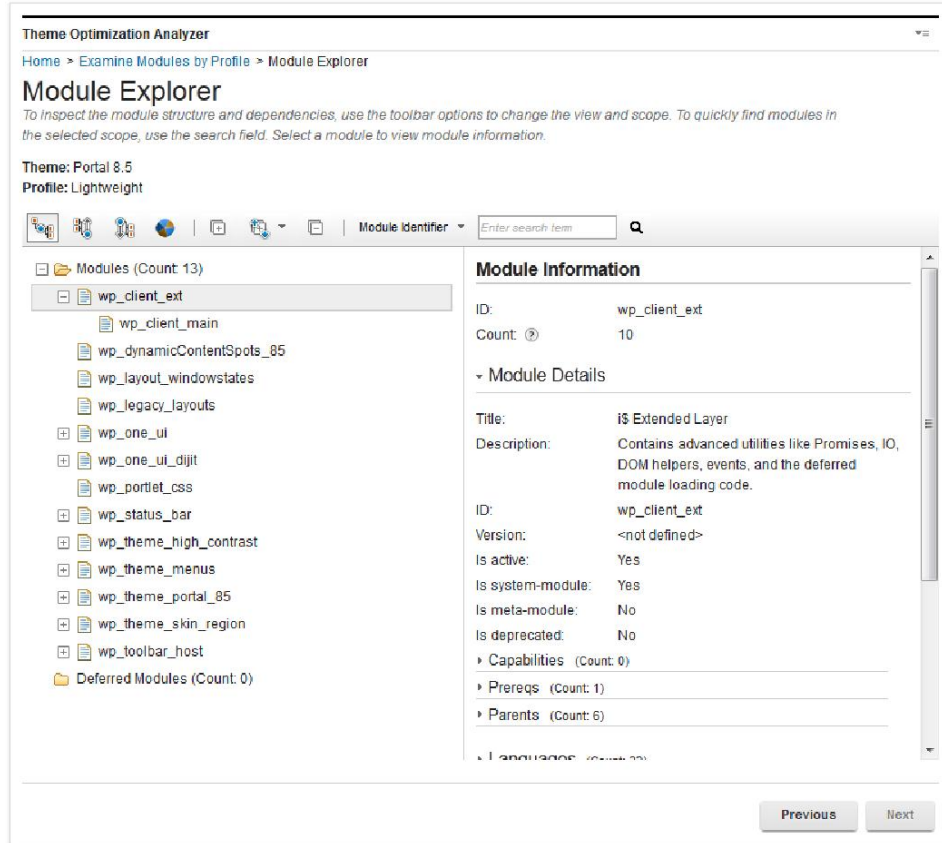 Theme Optimization Analyzer
Home > Examine Modules by Profile > Module Explorer
Module Explorer
To inspect the module structure and dependencies, use the toolbar options to change the view and scope. To quickly find modules in
the selected scope, use the search field. Select a module to view module information.
Theme: Portal 8.5
Profile: Lightweight
Module Identifier
Enter search term
Modules (Count: 13)
wp_client_ext
wp_client_main
wp_dynamicContentSpots_85
wp_layout_windowstates
wp_legacy_layouts
wp_one_ui
wp_one_ui_dijit
wp_portlet_css
wp_status_bar
wp_theme_high_contrast
wp_theme_menus
wp_theme_portal_85
wp_theme_skin_region
wp_toolbar_host
Deferred Modules (Count: 0)
Module Information
ID: wp_client_ext
Count: ? 10
Module Details
Title: i$ Extended Layer
Description: Contains advanced utilities like Promises, IO,
DOM helpers, events, and the deferred
module loading code.
ID: wp_client_ext
Version: <not defined>
Is active: Yes
Is system-module: Yes
Is meta-module: No
Is deprecated: No
Capabilities (Count: 0)
Prereqs (Count: 1)
Parents (Count: 6)
Languages
Previous Next